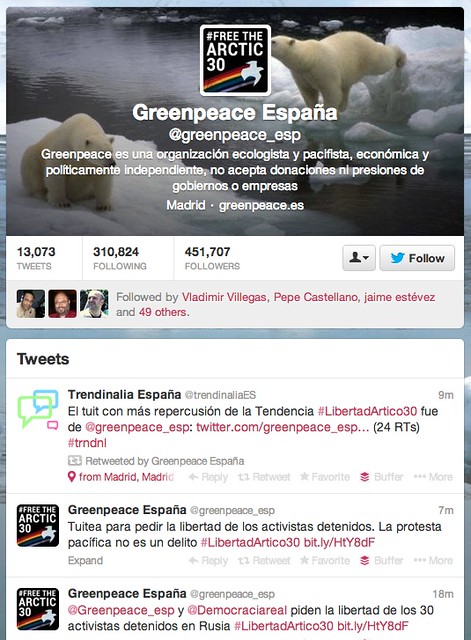 #FREE THE
ARCTIC
30
Greenpeace España
@greenpeace_esp
Greenpeace es una organización ecologista y pacifista, económica y
políticamente independiente, no acepta donaciones ni presiones de
gobiernos o empresas
Madrid · greenpeace.es
13,073 310,824 451,707
TWEETS FOLLOWING FOLLOWERS
Follow
Followed by Vladimir Villegas, Pepe Castellano, jaime estévez
and 49 others.
Tweets
Trendinalia España @trendinaliaES 9m
El tuit con más repercusión de la Tendencia #LibertadArtico30 fue
de @greenpeace_esp: twitter.com/greenpeace_esp... (24 RTs)
#trndnl
Retweeted by Greenpeace España
from Madrid, Madrid Reply Retweet Favorite Buffer More
#FREE THE
ARCTIC
30
Greenpeace España @greenpeace_esp 7m
Tuitea para pedir la libertad de los activistas detenidos. La protesta
pacífica no es un delito #LibertadArtico30 bit.ly/HtY8dF
Expand Reply Retweet Favorite Buffer More
#FREE THE
ARCTIC
30
Greenpeace España @greenpeace_esp 18m
@Greenpeace_esp y @Democraciareal piden la libertad de los 30
activistas detenidos en Rusia #LibertadArtico30 bit.ly/HtY8dF